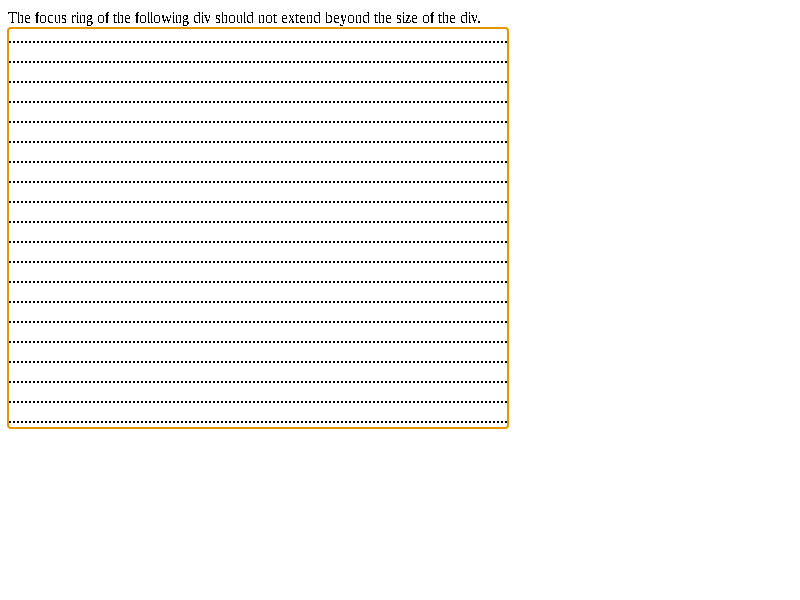 The focus ring of the following div should not extend beyond the size of the div.